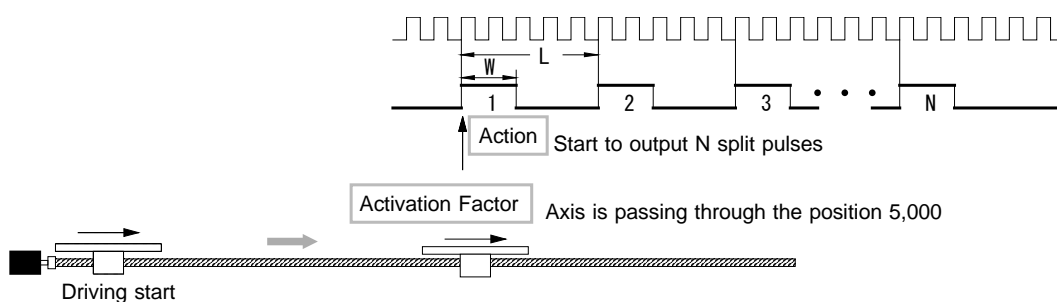 L
W
1 2 3 • • • N
Action Start to output N split pulses
Activation Factor Axis is passing through the position 5,000
Driving start